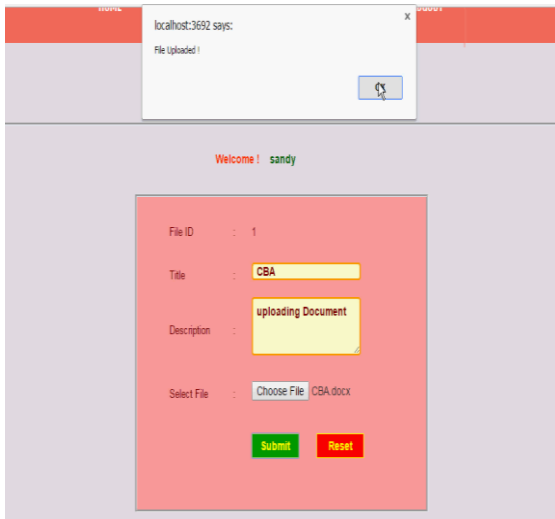 HOME
localhost:3692 says:
x
File Uploaded !
Welcome ! sandy
File ID : 1
Title : CBA
Description : uploading Document
Select File : Choose File CBA.docx
Submit Reset